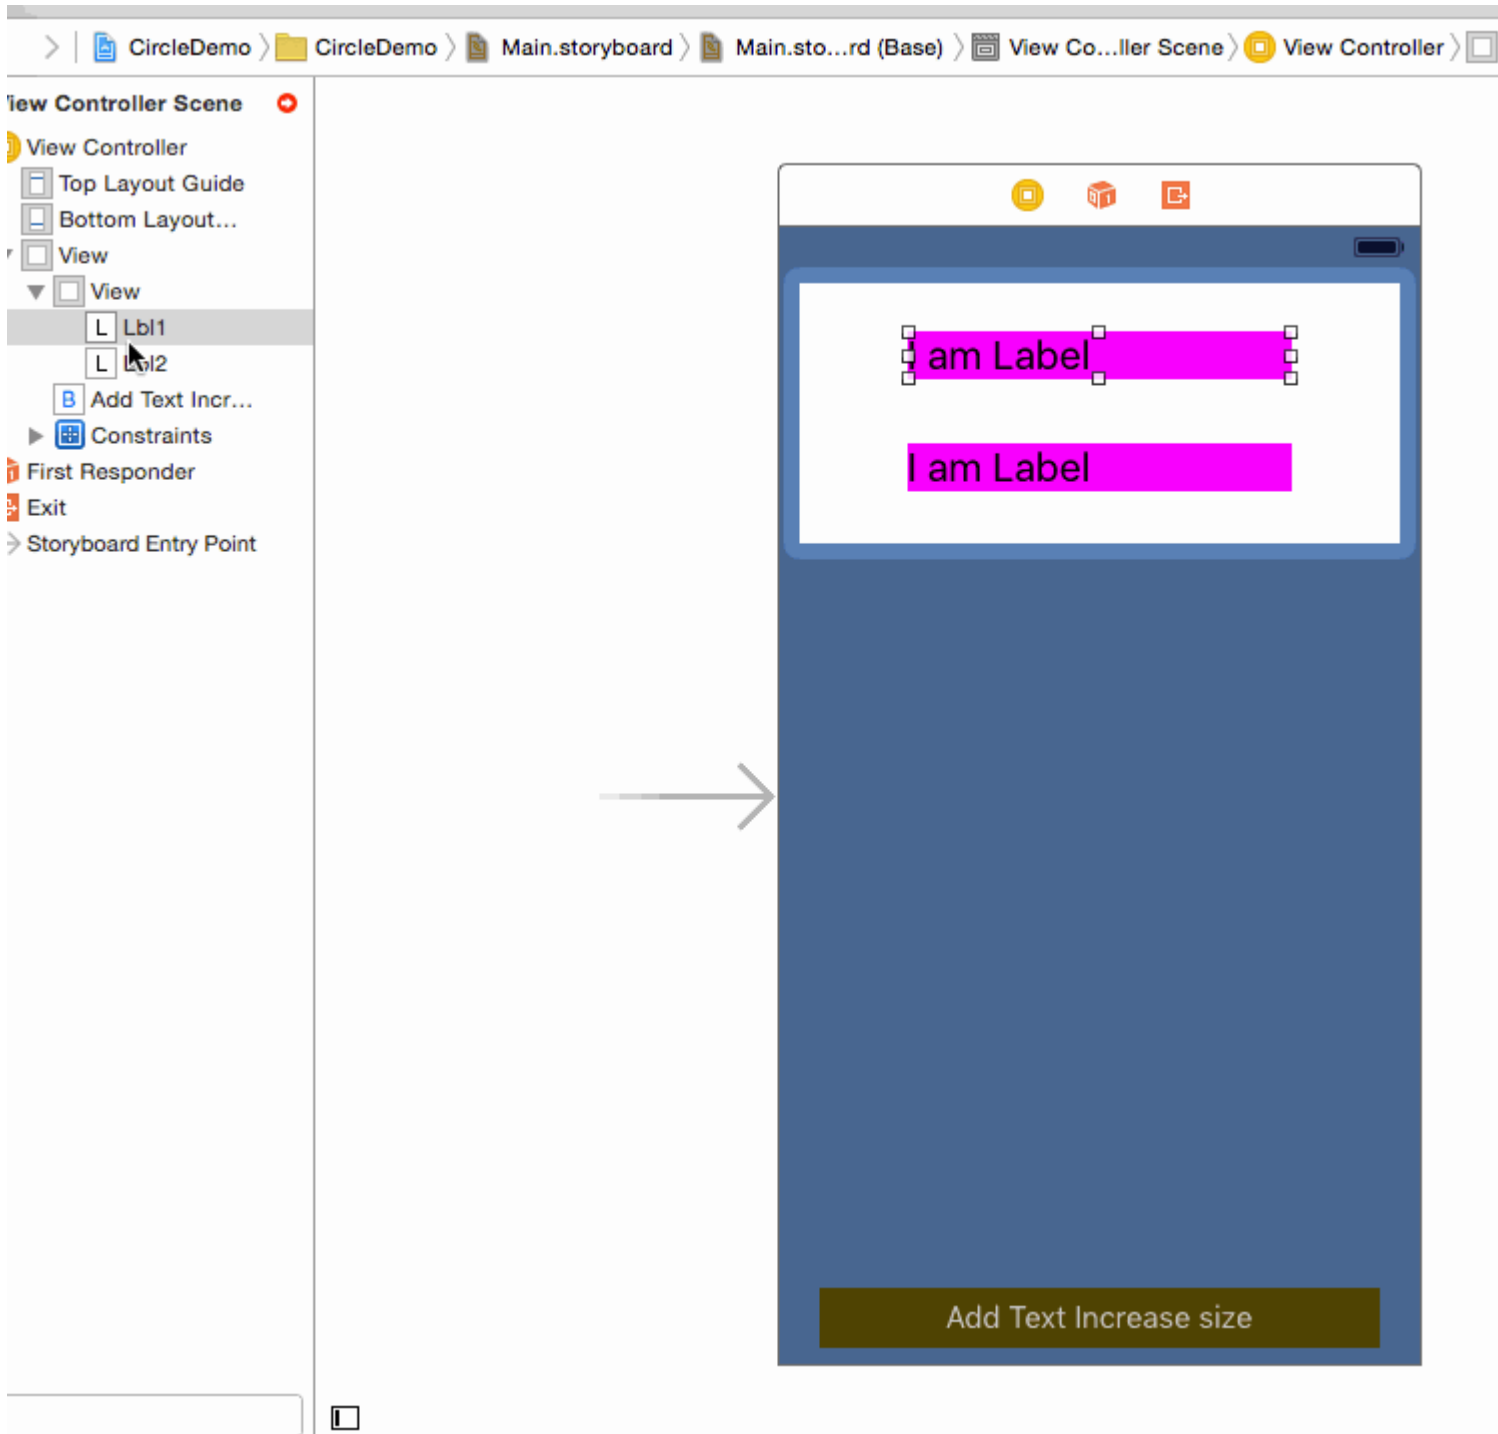 CircleDemo CircleDemo Main.storyboard Main.sto...rd (Base) View Co...ller Scene View Controller
iew Controller Scene
View Controller
Top Layout Guide
Bottom Layout...
View
View
L Lbl1
L Lbl2
B Add Text Incr...
Constraints
First Responder
Exit
Storyboard Entry Point
I am Label
I am Label
Add Text Increase size